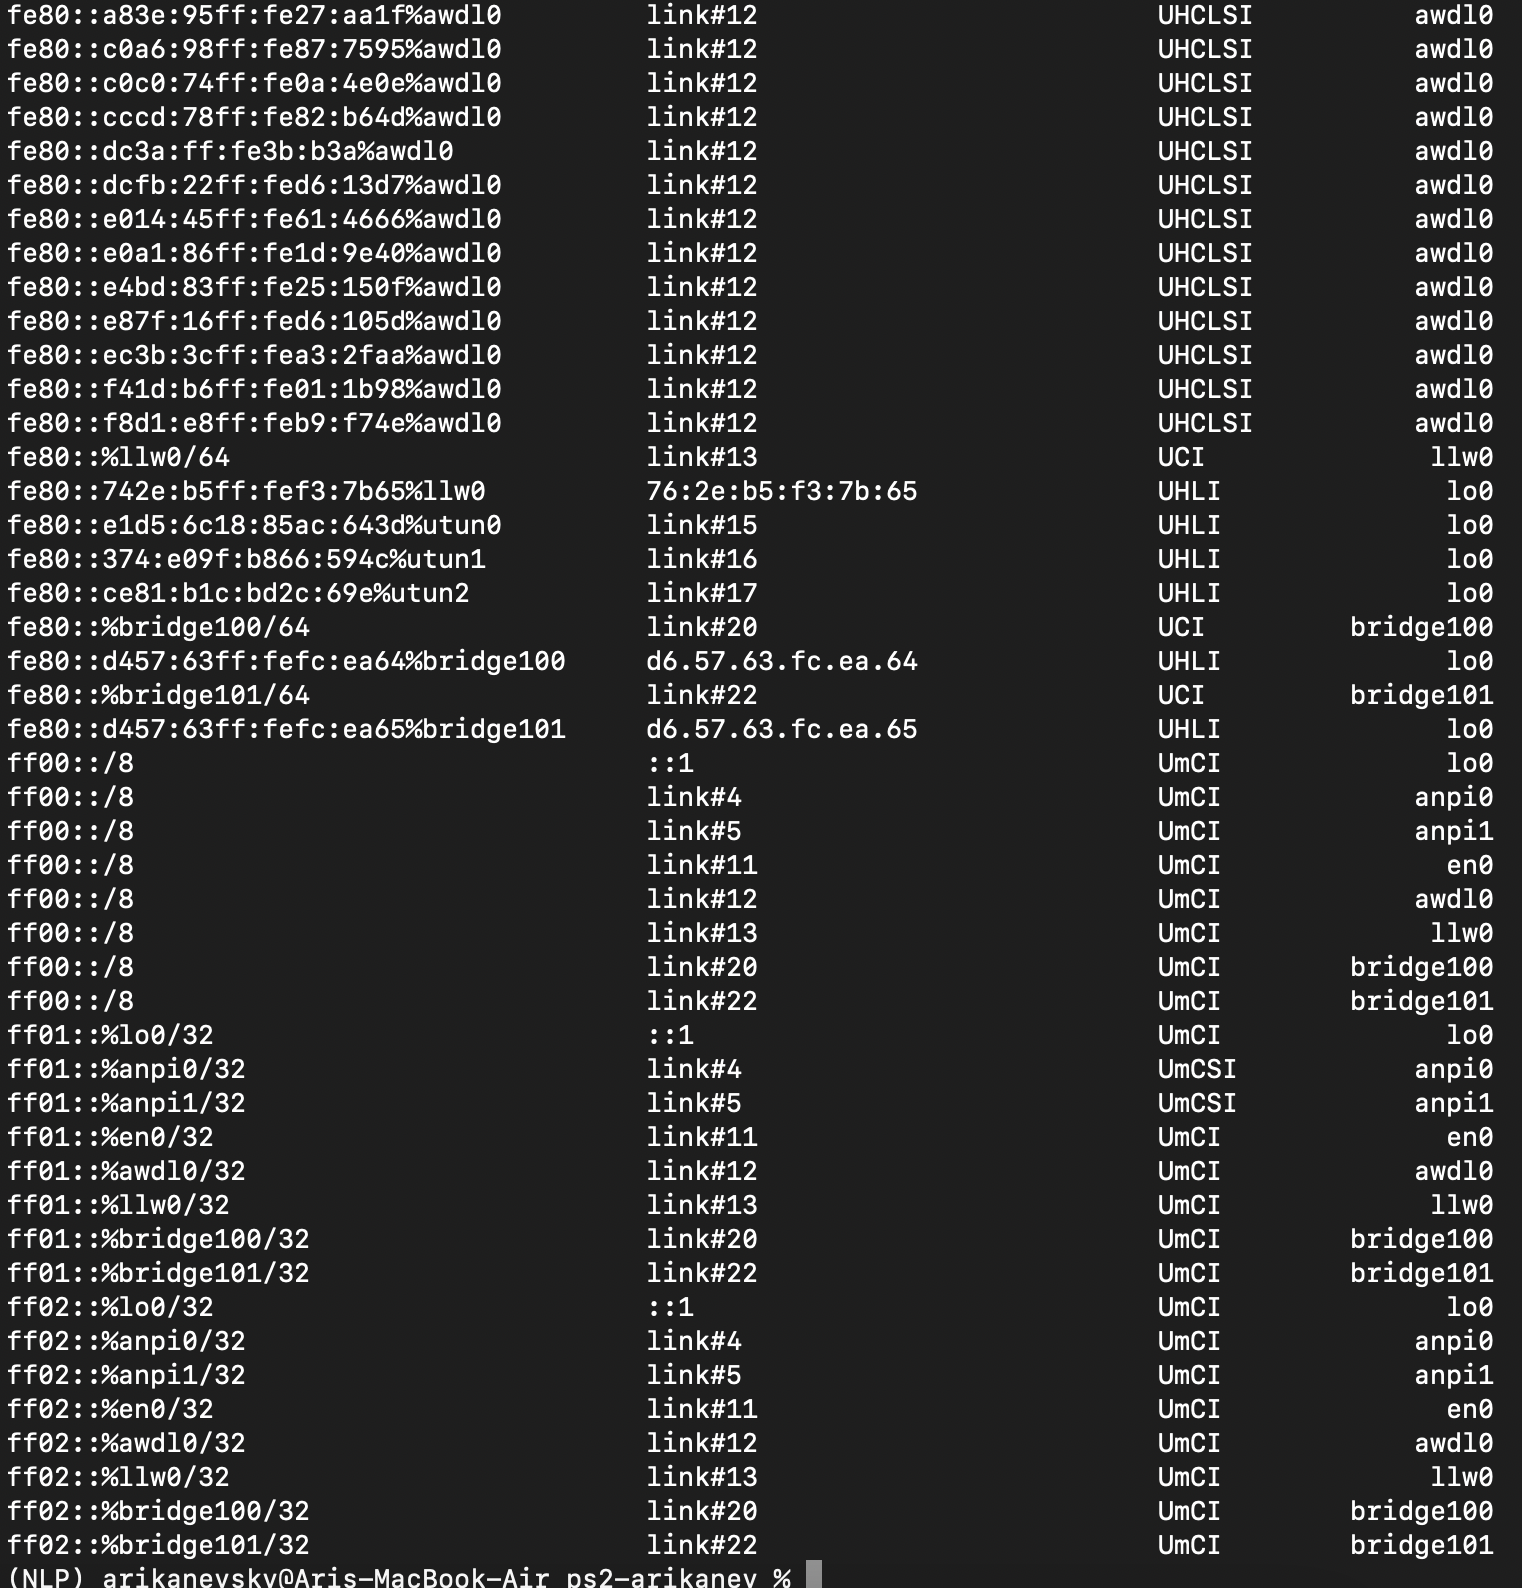 fe80::a83e:95ff:fe27:aa1f%awdl0 link#12 UHCLSI awdl0
fe80::c0a6:98ff:fe87:7595%awdl0 link#12 UHCLSI awdl0
fe80::c0c0:74ff:fe0a:4e0e%awdl0 link#12 UHCLSI awdl0
fe80::cccd:78ff:fe82:b64d%awdl0 link#12 UHCLSI awdl0
fe80::dc3a:ff:fe3b:b3a%awdl0 link#12 UHCLSI awdl0
fe80::dcfb:22ff:fed6:13d7%awdl0 link#12 UHCLSI awdl0
fe80::e014:45ff:fe61:4666%awdl0 link#12 UHCLSI awdl0
fe80::e0a1:86ff:fe1d:9e40%awdl0 link#12 UHCLSI awdl0
fe80::e4bd:83ff:fe25:150f%awdl0 link#12 UHCLSI awdl0
fe80::e87f:16ff:fed6:105d%awdl0 link#12 UHCLSI awdl0
fe80::ec3b:3cff:fea3:2faa%awdl0 link#12 UHCLSI awdl0
fe80::f41d:b6ff:fe01:1b98%awdl0 link#12 UHCLSI awdl0
fe80::f8d1:e8ff:feb9:f74e%awdl0 link#12 UHCLSI awdl0
fe80::%llw0/64 link#13 UCI llw0
fe80::742e:b5ff:fef3:7b65%llw0 76:2e:b5:f3:7b:65 UHLI lo0
fe80::e1d5:6c18:85ac:643d%utun0 link#15 UHLI lo0
fe80::374:e09f:b866:594c%utun1 link#16 UHLI lo0
fe80::ce81:b1c:bd2c:69e%utun2 link#17 UHLI lo0
fe80::%bridge100/64 link#20 UCI bridge100
fe80::d457:63ff:fefc:ea64%bridge100 d6.57.63.fc.ea.64 UHLI lo0
fe80::%bridge101/64 link#22 UCI bridge101
fe80::d457:63ff:fefc:ea65%bridge101 d6.57.63.fc.ea.65 UHLI lo0
ff00::/8 ::1 UmCI lo0
ff00::/8 link#4 UmCI anpi0
ff00::/8 link#5 UmCI anpi1
ff00::/8 link#11 UmCI en0
ff00::/8 link#12 UmCI awdl0
ff00::/8 link#13 UmCI llw0
ff00::/8 link#20 UmCI bridge100
ff00::/8 link#22 UmCI bridge101
ff01::%lo0/32 ::1 UmCI lo0
ff01::%anpi0/32 link#4 UmCSI anpi0
ff01::%anpi1/32 link#5 UmCSI anpi1
ff01::%en0/32 link#11 UmCI en0
ff01::%awdl0/32 link#12 UmCI awdl0
ff01::%llw0/32 link#13 UmCI llw0
ff01::%bridge100/32 link#20 UmCI bridge100
ff01::%bridge101/32 link#22 UmCI bridge101
ff02::%lo0/32 ::1 UmCI lo0
ff02::%anpi0/32 link#4 UmCI anpi0
ff02::%anpi1/32 link#5 UmCI anpi1
ff02::%en0/32 link#11 UmCI en0
ff02::%awdl0/32 link#12 UmCI awdl0
ff02::%llw0/32 link#13 UmCI llw0
ff02::%bridge100/32 link#20 UmCI bridge100
ff02::%bridge101/32 link#22 UmCI bridge101
(NLP) arikanevsky@Aris-MacBook-Air ps2-arikanev %